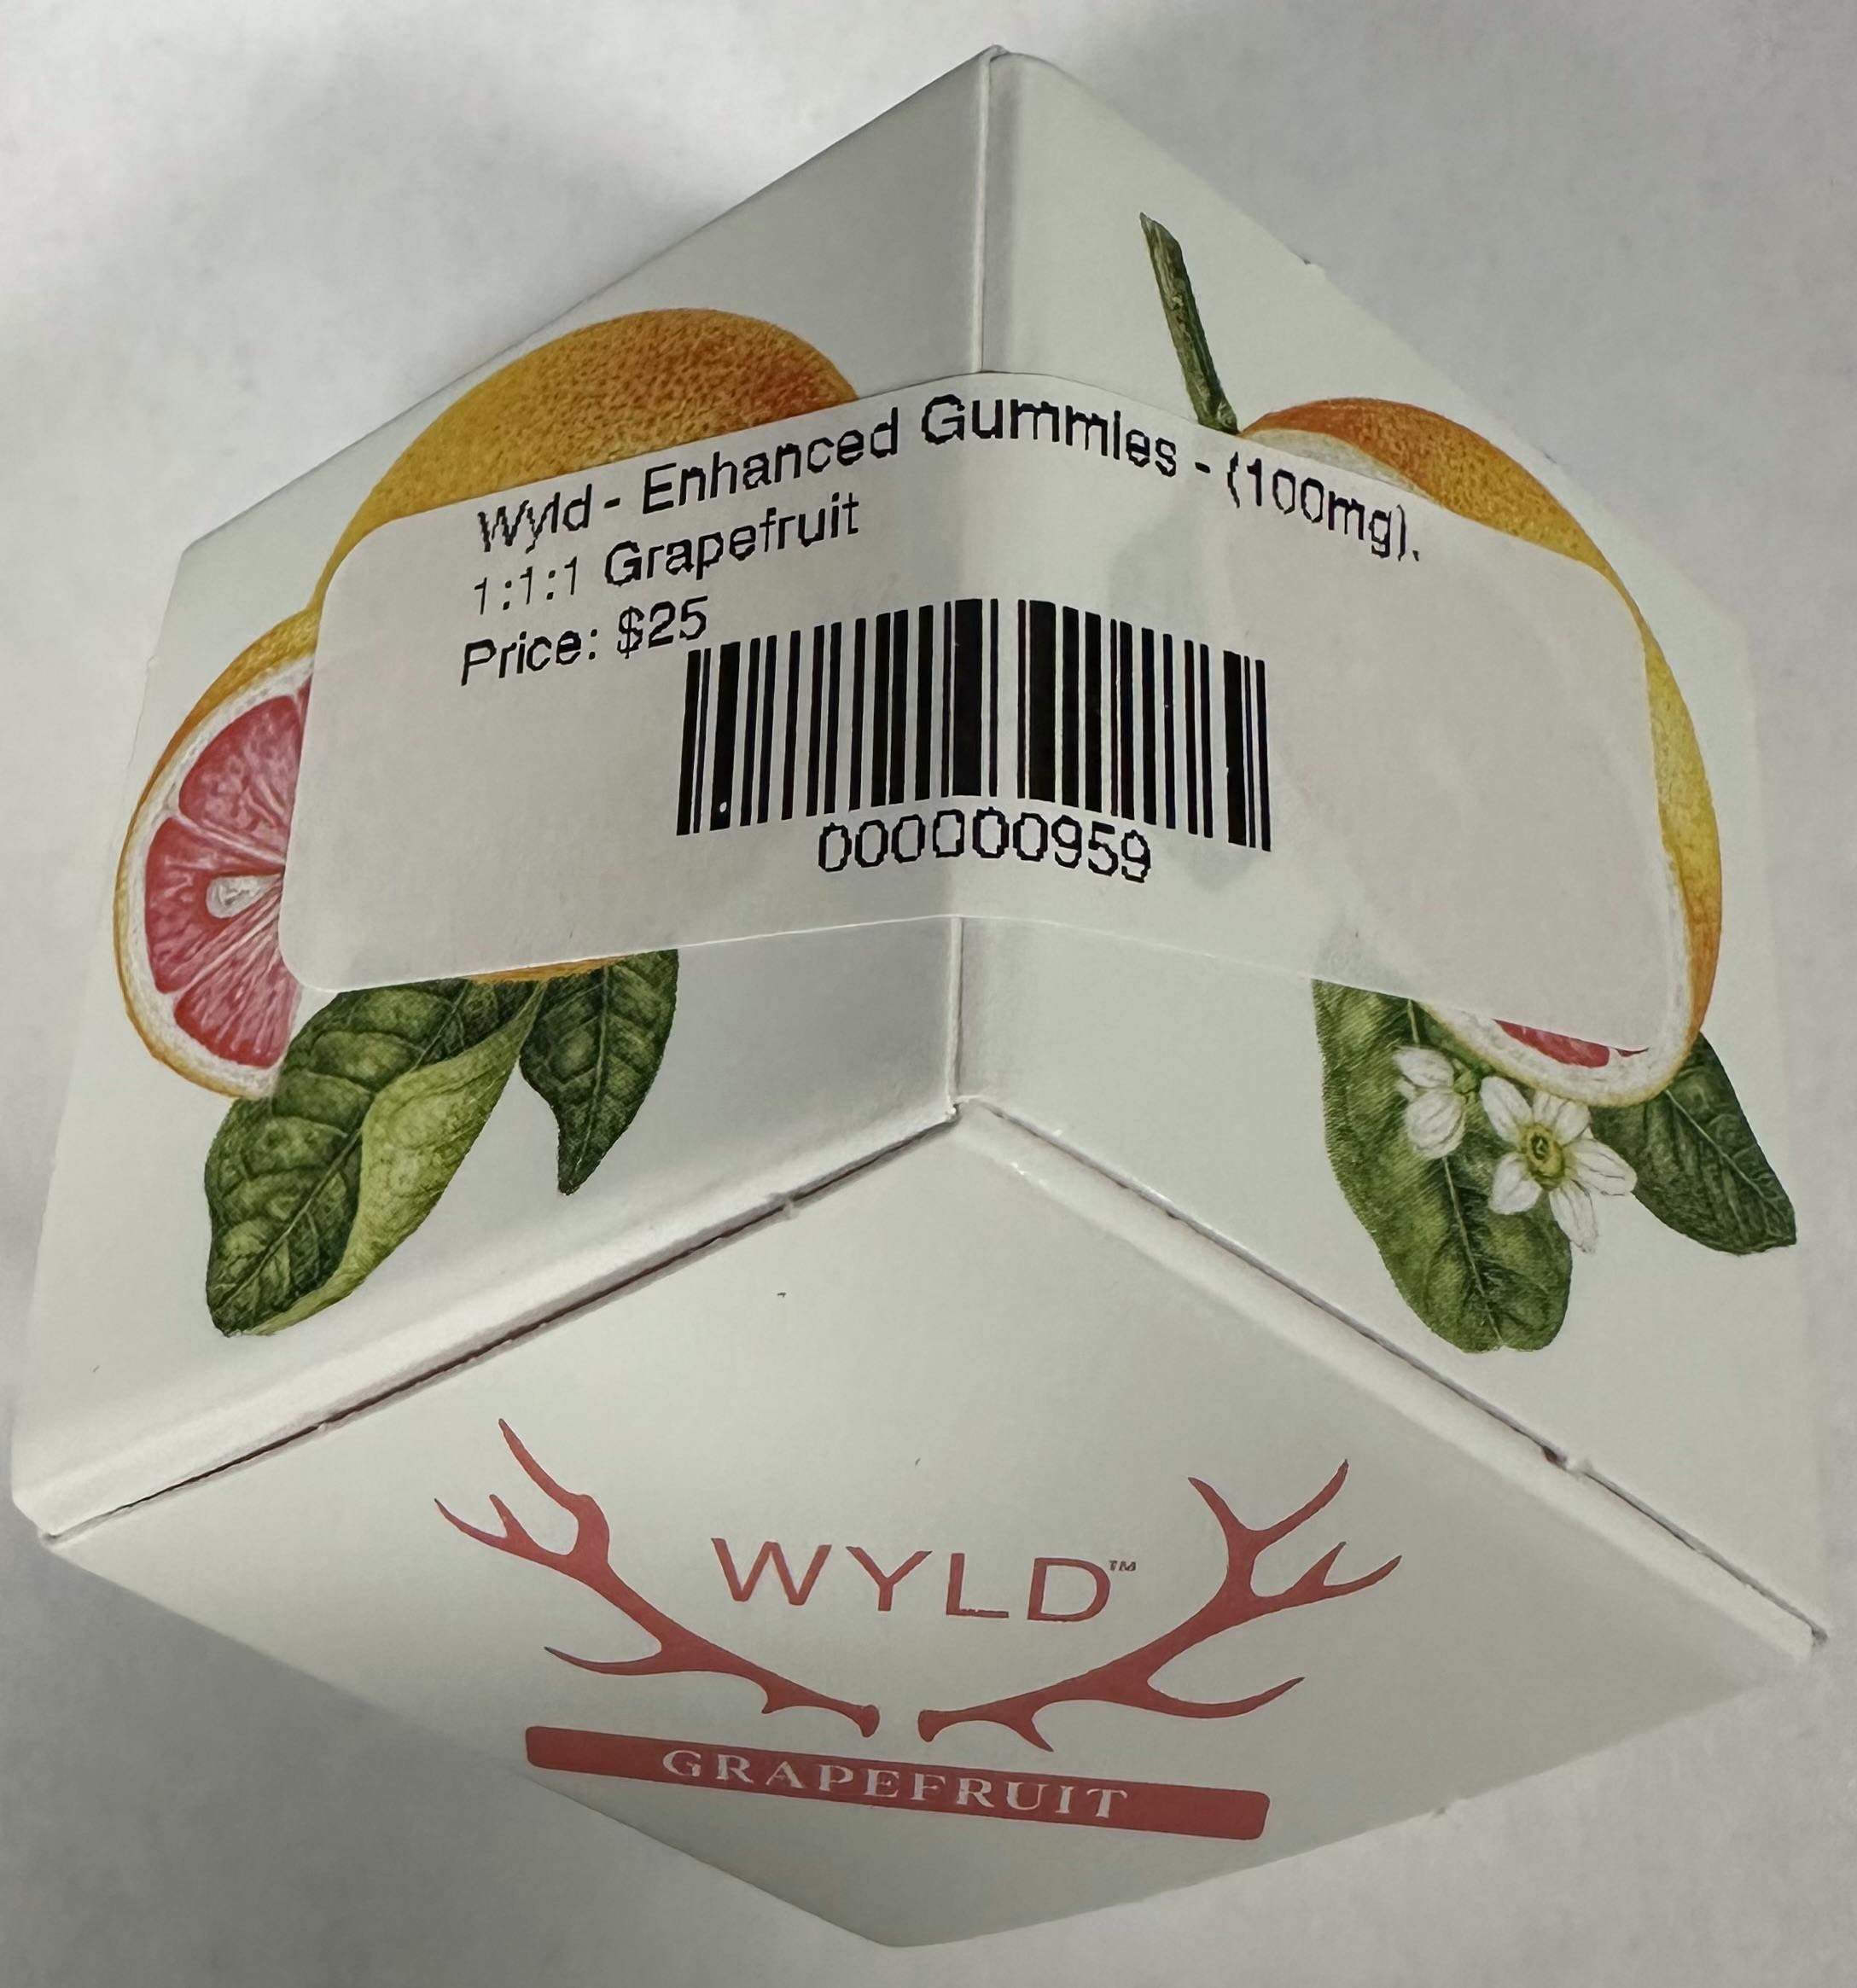 Wyld - Enhanced Gummies - (100mg).
1:1:1 Grapefruit
Price: $25
000000959
WYLD™
GRAPEFRUIT